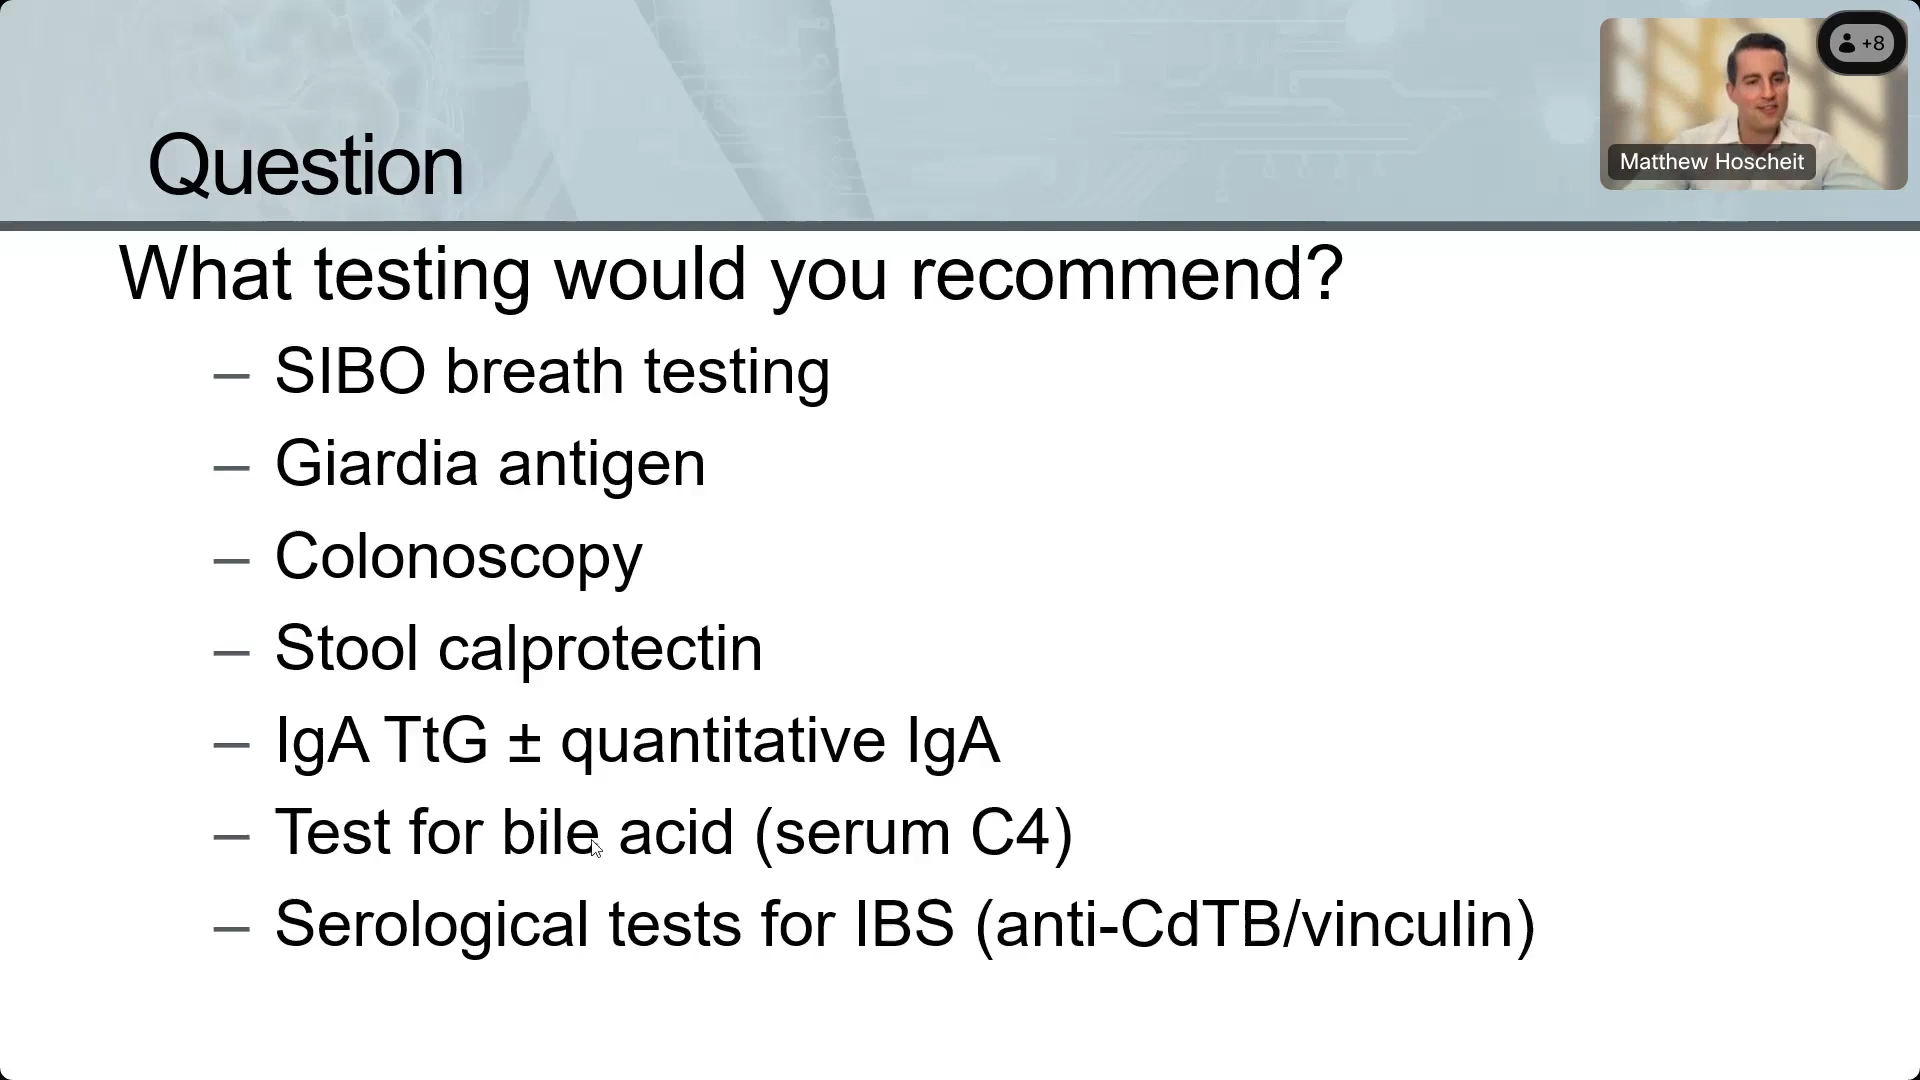 +8
Matthew Hoscheit
Question
What testing would you recommend?
– SIBO breath testing
– Giardia antigen
– Colonoscopy
– Stool calprotectin
– IgA TtG ± quantitative IgA
– Test for bile acid (serum C4)
– Serological tests for IBS (anti-CdTB/vinculin)